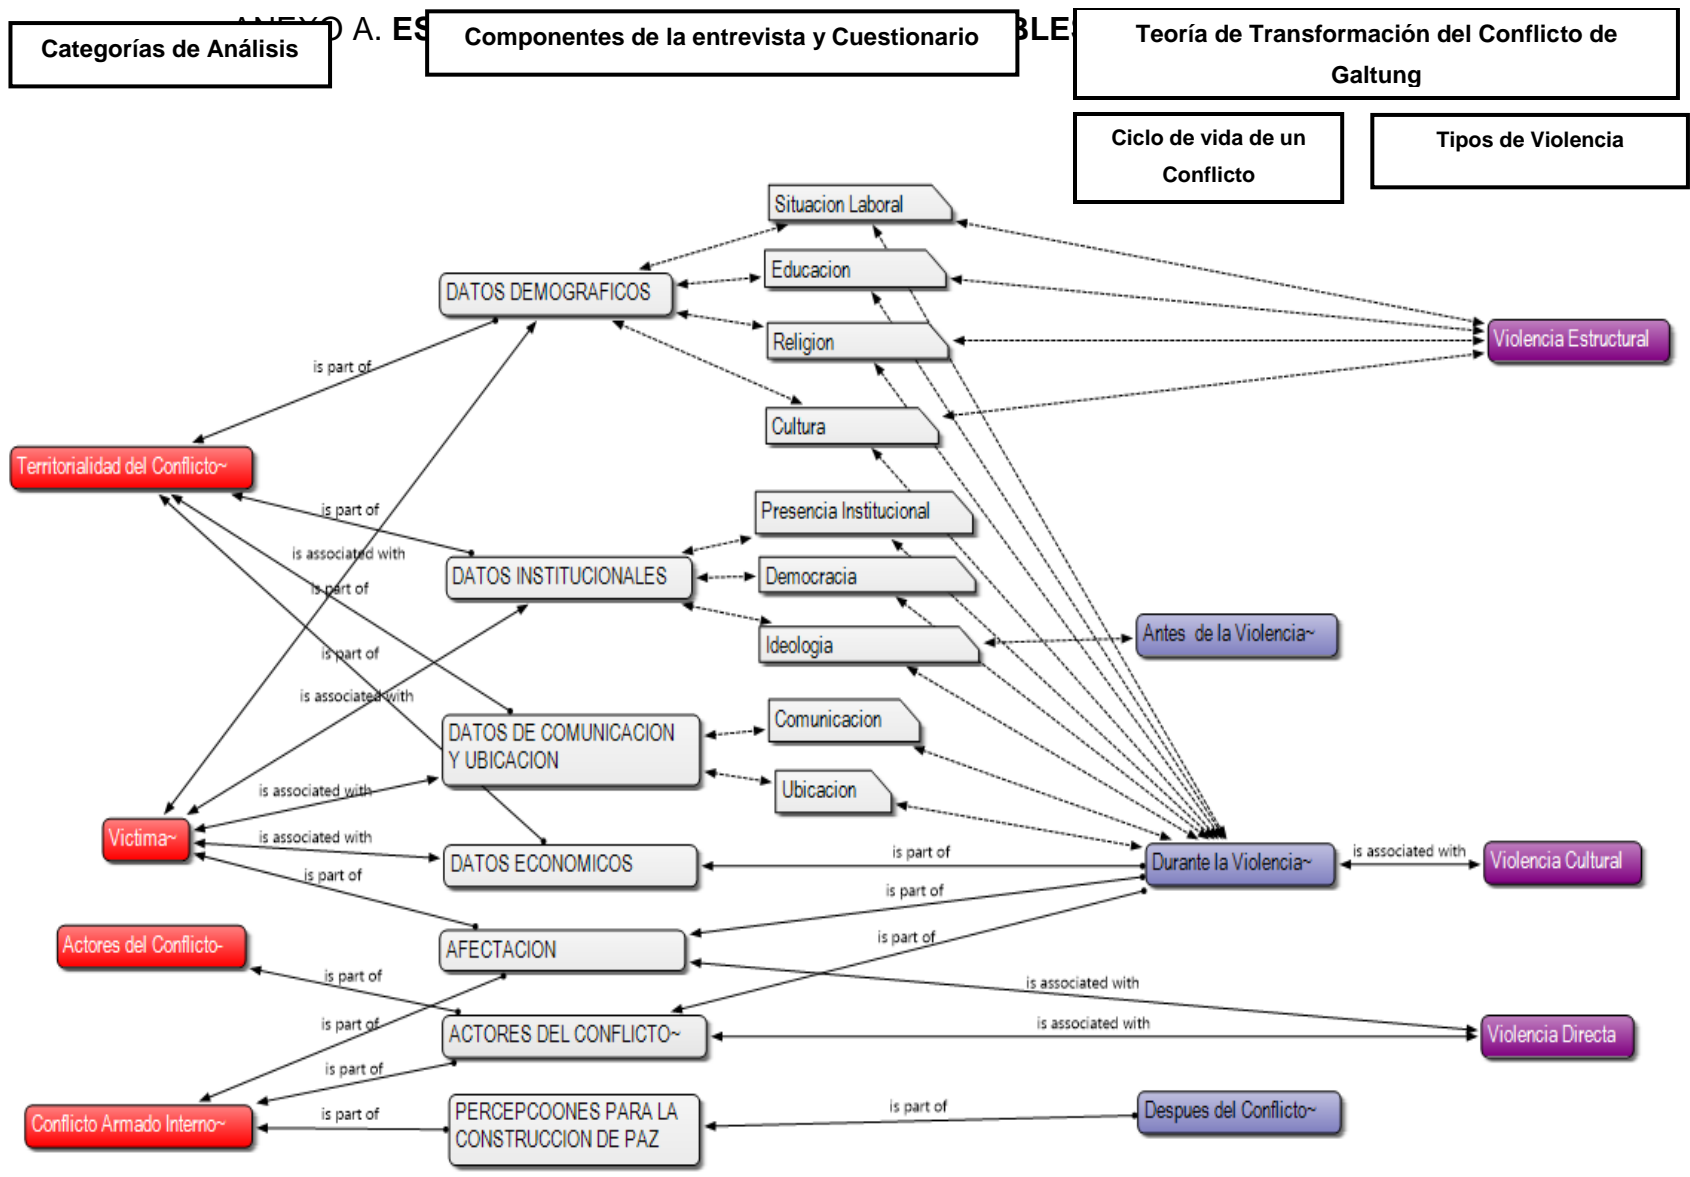 ANEXO A. ES
BLES
Categorías de Análisis
Componentes de la entrevista y Cuestionario
Teoría de Transformación del Conflicto de
Galtung
Ciclo de vida de un
Conflicto
Tipos de Violencia
Situacion Laboral
Educacion
DATOS DEMOGRAFICOS
Religion
Violencia Estructural
is part of
Cultura
Territorialidad del Conflicto~
is part of
Presencia Institucional
is associated with
DATOS INSTITUCIONALES
Democracia
is part of
Antes de la Violencia~
Ideologia
is part of
is associated with
Comunicacion
DATOS DE COMUNICACION
Y UBICACION
is associated with
Ubicacion
Victima~
is associated with
DATOS ECONOMICOS
is part of
Durante la Violencia~
is associated with
Violencia Cultural
is part of
is part of
Actores del Conflicto-
AFECTACION
is part of
is part of
is associated with
is part of
ACTORES DEL CONFLICTO~
is associated with
Violencia Directa
is part of
Conflicto Armado Interno~
is part of
PERCEPCOONES PARA LA
CONSTRUCCION DE PAZ
is part of
Despues del Conflicto~